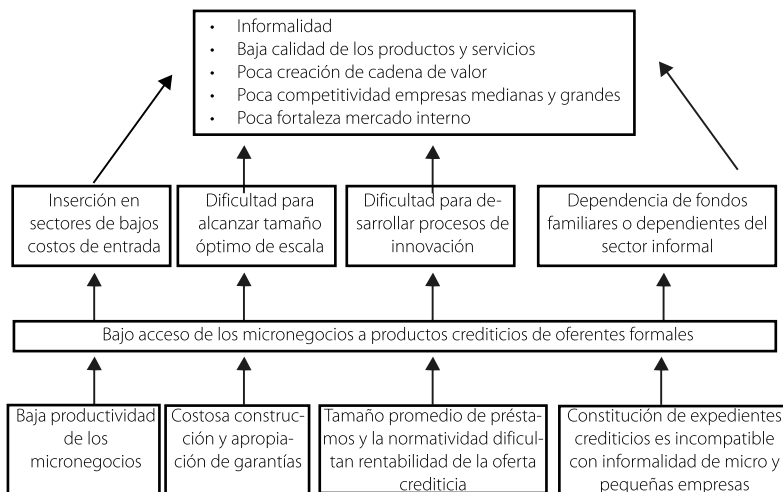 • Informalidad
• Baja calidad de los productos y servicios
• Poca creación de cadena de valor
• Poca competitividad empresas medianas y grandes
• Poca fortaleza mercado interno
Inserción en
sectores de bajos
costos de entrada
Dificultad para
alcanzar tamaño
óptimo de escala
Dificultad para de-
sarrollar procesos de
innovación
Dependencia de fondos
familiares o dependientes del
sector informal
Bajo acceso de los micronegocios a productos crediticios de oferentes formales
Baja productividad
de los
micronegocios
Costosa construc-
ción y apropia-
ción de garantías
Tamaño promedio de présta-
mos y la normatividad dificul-
tan rentabilidad de la oferta
crediticia
Constitución de expedientes
crediticios es incompatible
con informalidad de micro y
pequeñas empresas